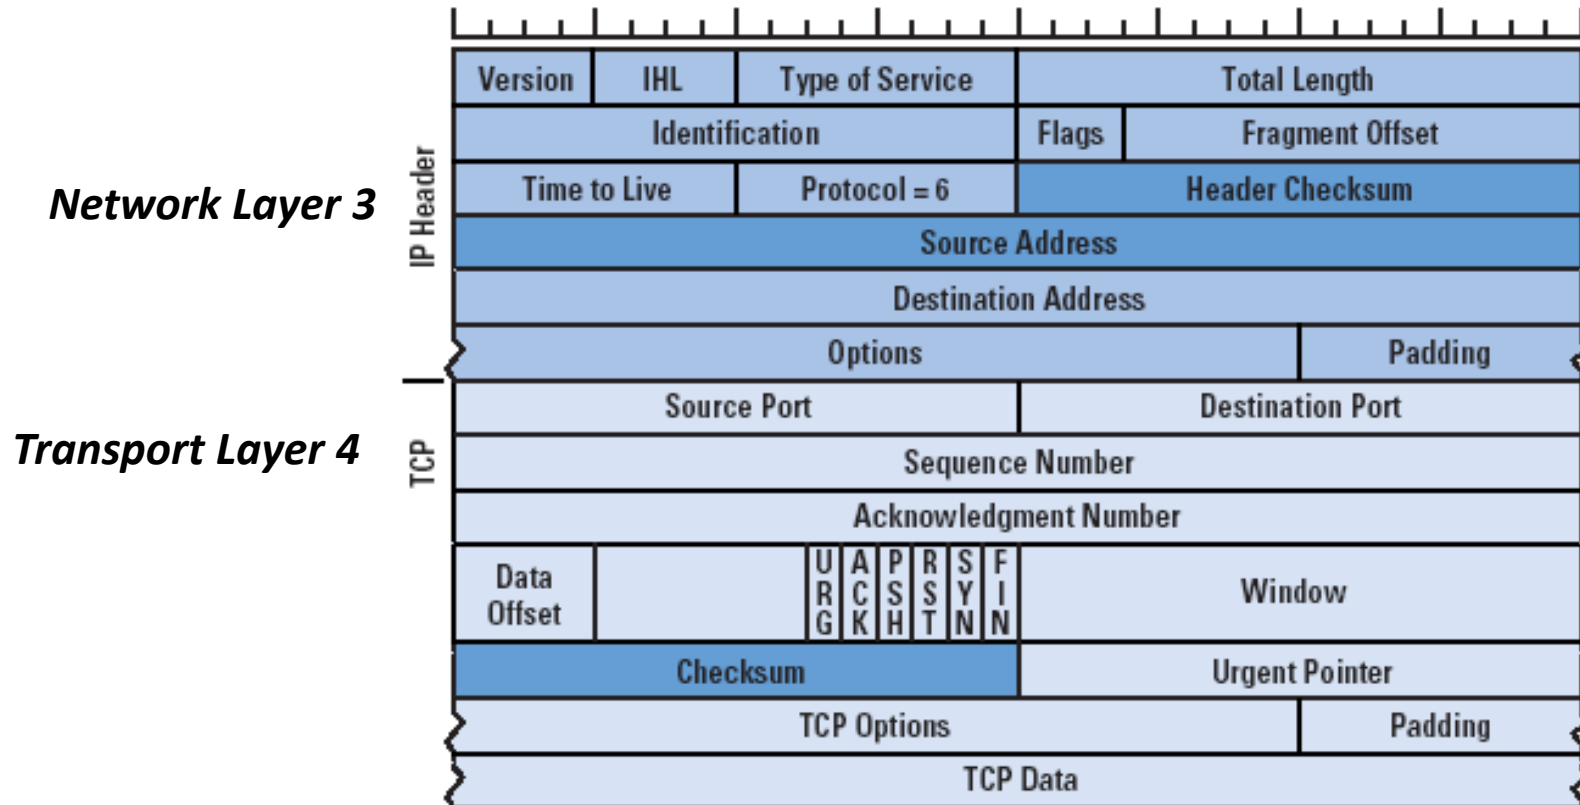 Version IHL Type of Service Total Length
Identification Flags Fragment Offset
Network Layer 3
IP Header
Time to Live Protocol = 6 Header Checksum
Source Address
Destination Address
Options Padding
Source Port Destination Port
Transport Layer 4
TCP
Sequence Number
Acknowledgment Number
Data Offset URG ACK PSH RST SYN FIN Window
Checksum Urgent Pointer
TCP Options Padding
TCP Data